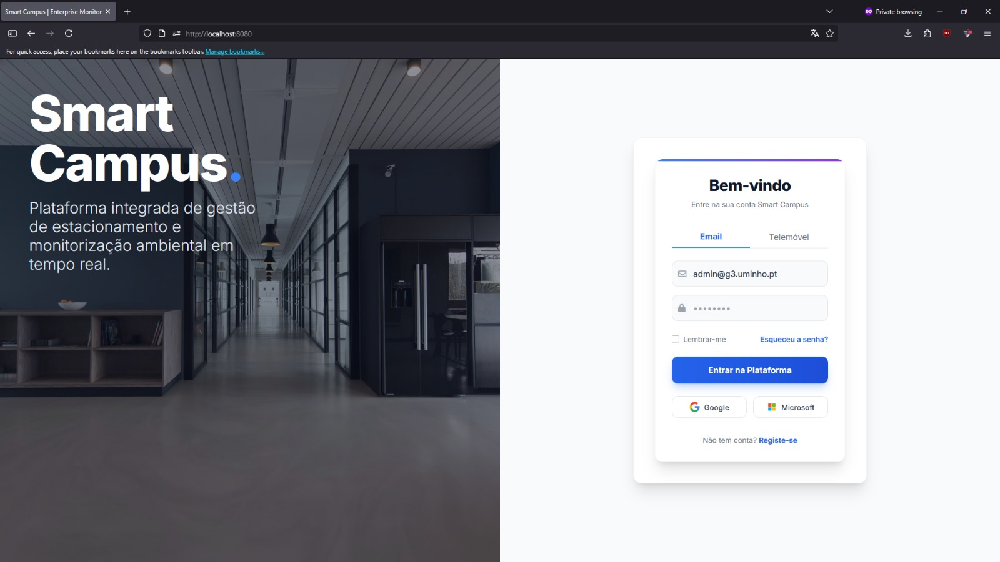 Smart Campus | Enterprise Monitor
Private browsing
http://localhost:8080
For quick access, place your bookmarks here on the bookmarks toolbar. Manage bookmarks...
Smart
Campus.
Plataforma integrada de gestão
de estacionamento e
monitorização ambiental em
tempo real.
Bem-vindo
Entre na sua conta Smart Campus
Email Telemóvel
admin@g3.uminho.pt
••••••••
Lembrar-me Esqueceu a senha?
Entrar na Plataforma
Google Microsoft
Não tem conta? Registe-se